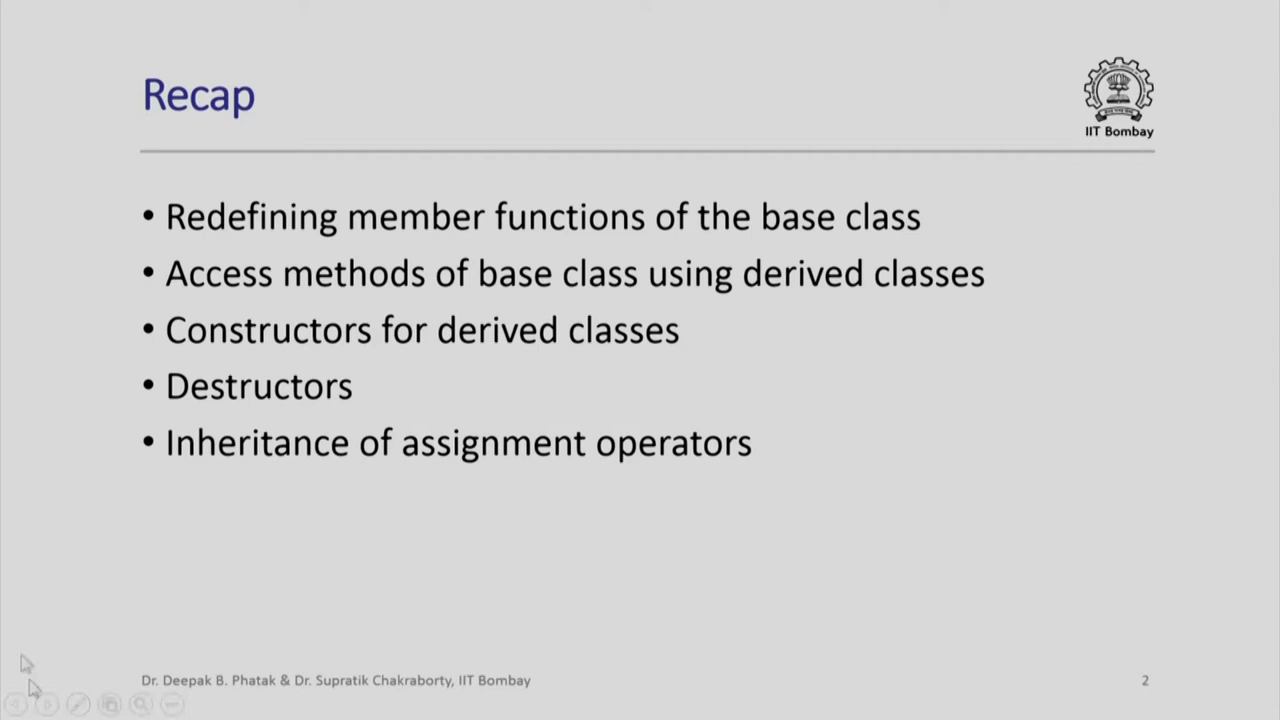 Recap
IIT Bombay
• Redefining member functions of the base class
• Access methods of base class using derived classes
• Constructors for derived classes
• Destructors
• Inheritance of assignment operators
Dr. Deepak B. Phatak & Dr. Supratik Chakraborty, IIT Bombay
2